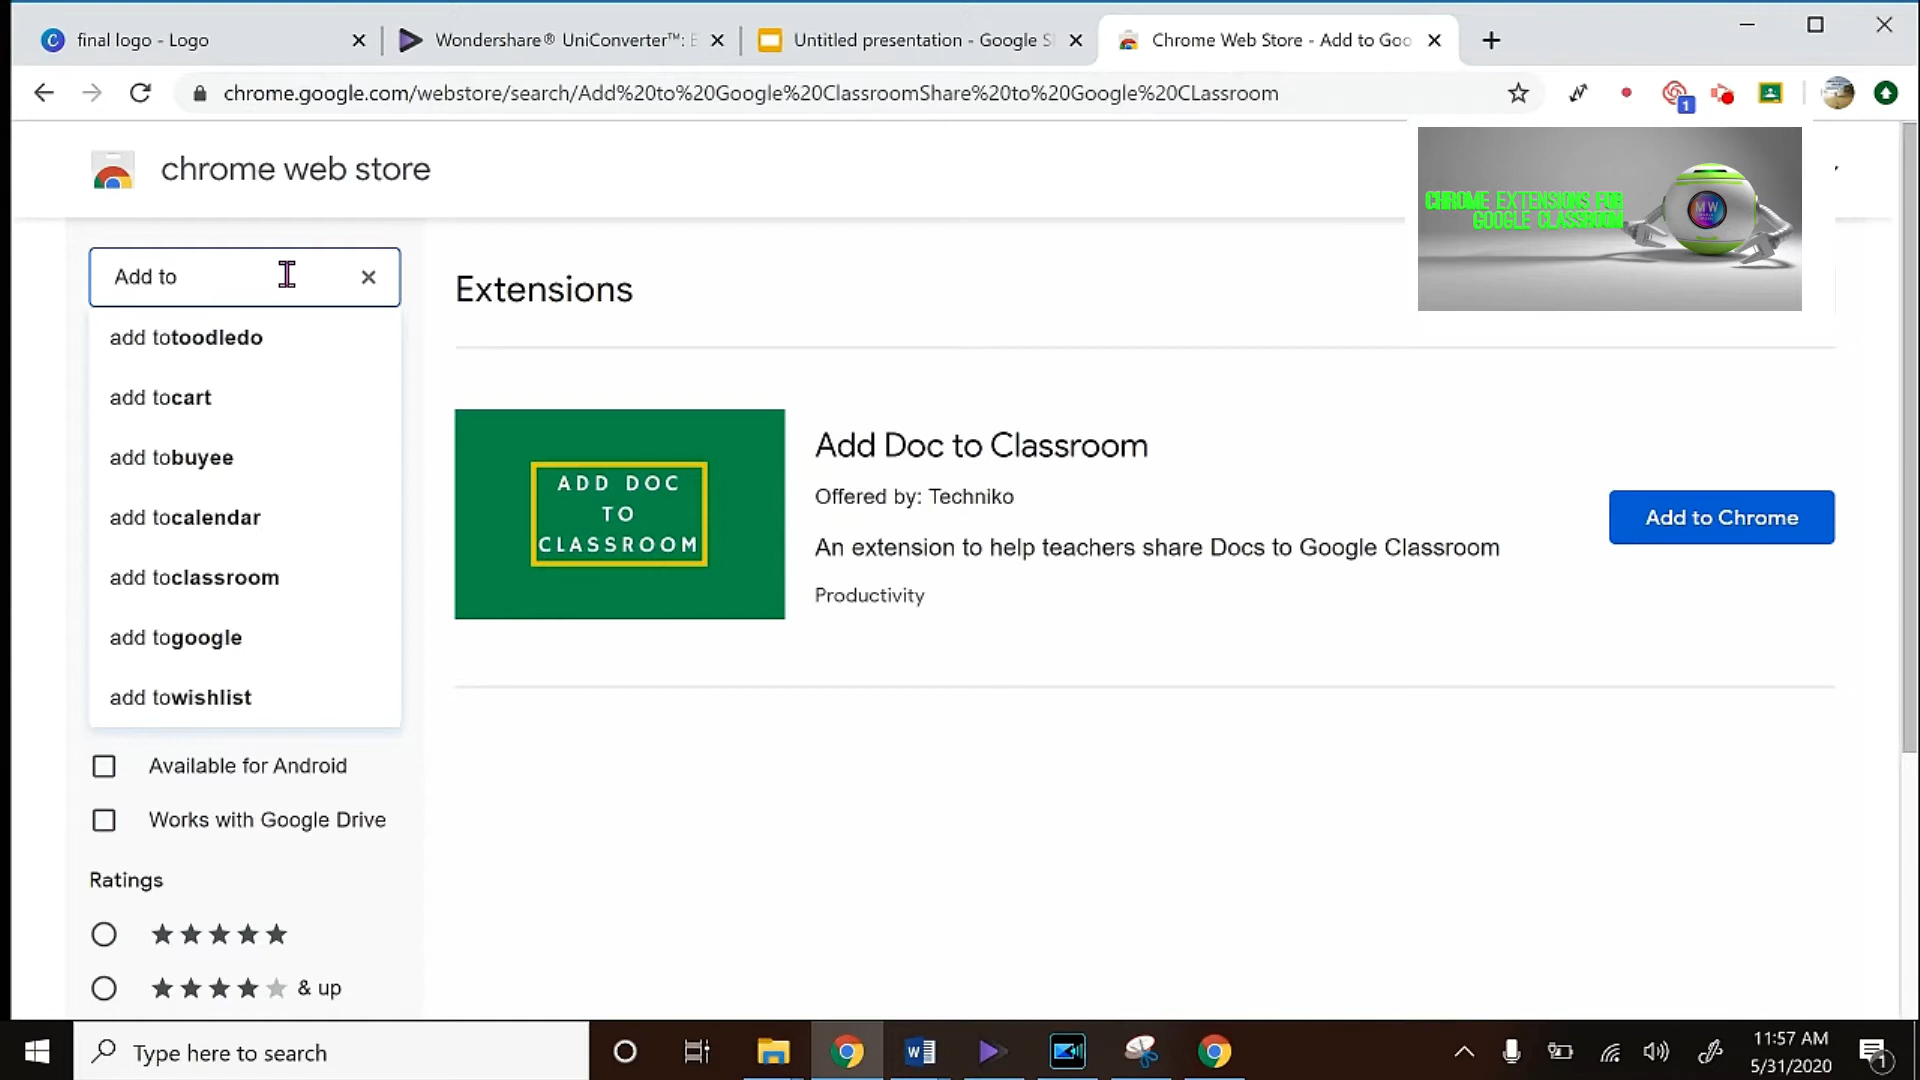 final logo - Logo
Wondershare® UniConverter™: E
Untitled presentation - Google Sl
Chrome Web Store - Add to Goo
chrome.google.com/webstore/search/Add%20to%20Google%20ClassroomShare%20to%20Google%20CLassroom
1
chrome web store
CHROME EXTENSIONS FOR
GOOGLE CLASSROOM
MW
Add to
Extensions
add totoodledo
add tocart
add tobuyee
add tocalendar
add toclassroom
add togoogle
add towishlist
ADD DOC
TO
CLASSROOM
Add Doc to Classroom
Offered by: Techniko
An extension to help teachers share Docs to Google Classroom
Productivity
Add to Chrome
Available for Android
Works with Google Drive
Ratings
& up
Type here to search
11:57 AM
5/31/2020
1